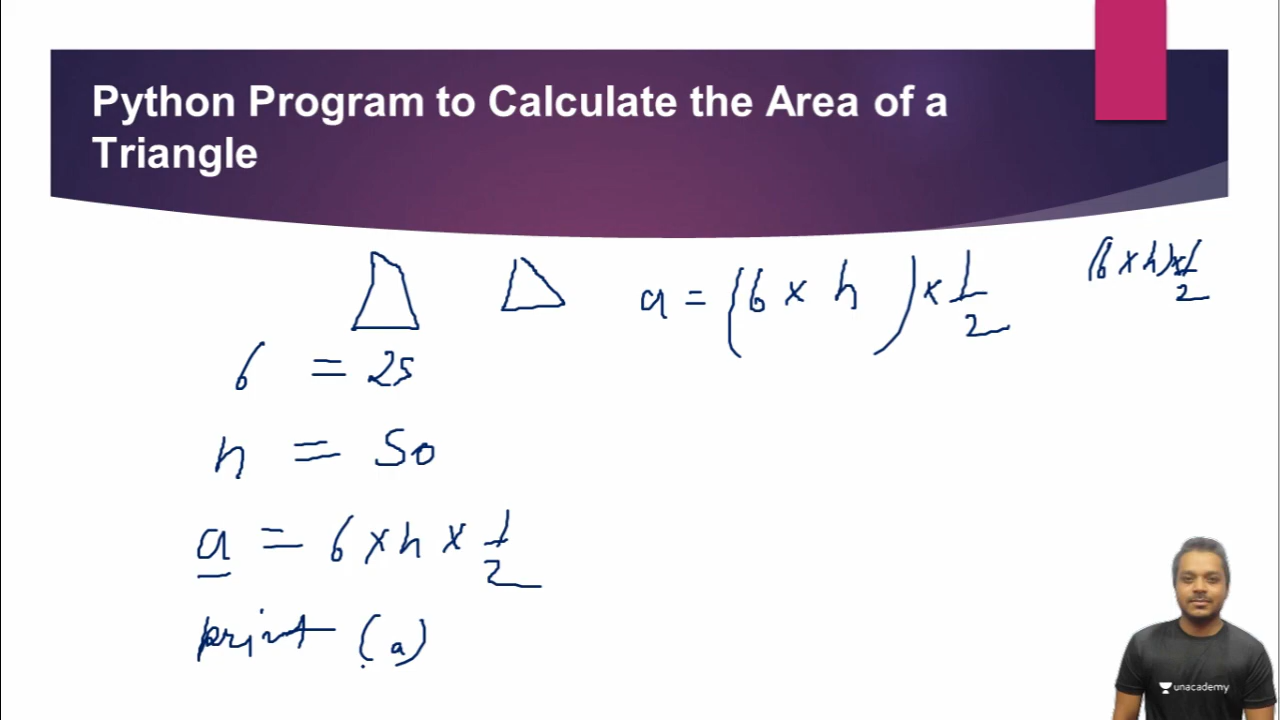 Python Program to Calculate the Area of a
Triangle
a = (b × h) × 1/2
(b × h) × 1/2
b = 25
h = 50
a = b × h × 1/2
print (a)
unacademy